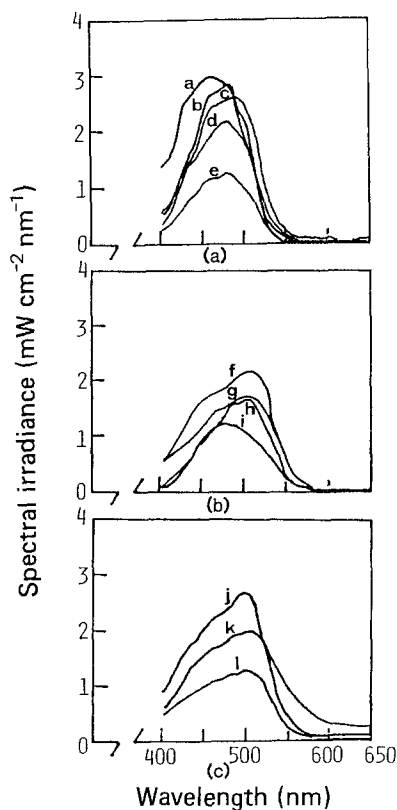 Spectral irradiance (mW cm⁻² nm⁻¹)
4
3
2
1
0
a
b
c
d
e
(a)
4
3
2
1
0
f
g
h
i
(b)
4
3
2
1
0
j
k
l
400 500 600 650
(c)
Wavelength (nm)